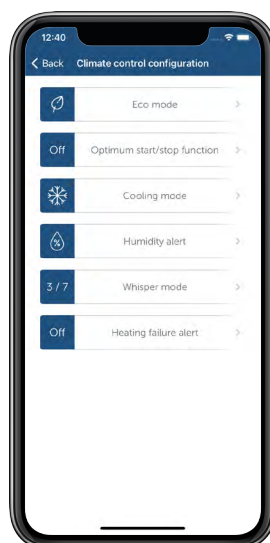 12:40
Back Climate control configuration
Eco mode
Off Optimum start/stop function
Cooling mode
% Humidity alert
3 / 7 Whisper mode
Off Heating failure alert